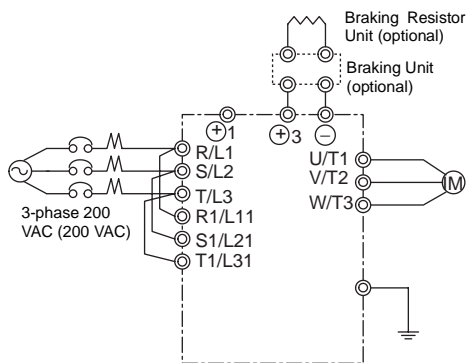 Braking Resistor
Unit (optional)
Braking Unit
(optional)
+1
+3
−
R/L1
S/L2
T/L3
R1/L11
S1/L21
T1/L31
U/T1
V/T2
W/T3
M
3-phase 200
VAC (200 VAC)